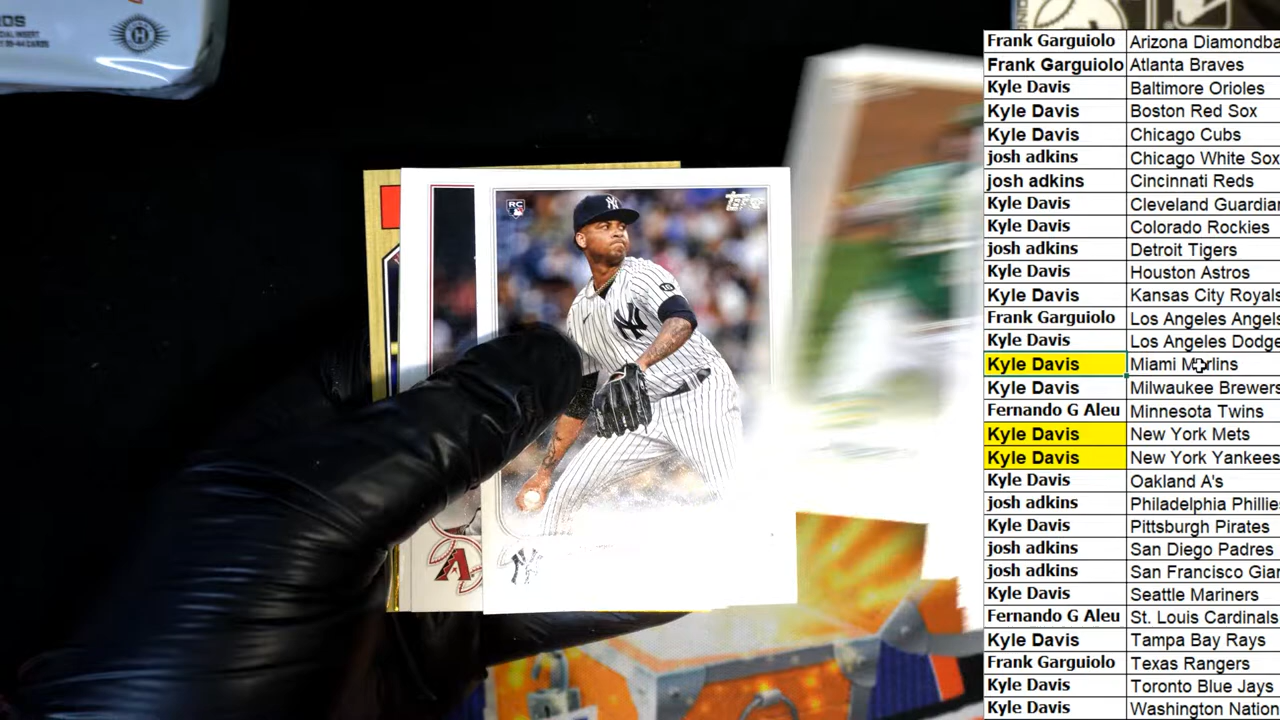 RDS
Frank Garguiolo Arizona Diamondba
Frank Garguiolo Atlanta Braves
Kyle Davis Baltimore Orioles
Kyle Davis Boston Red Sox
Kyle Davis Chicago Cubs
josh adkins Chicago White Sox
josh adkins Cincinnati Reds
Kyle Davis Cleveland Guardian
Kyle Davis Colorado Rockies
josh adkins Detroit Tigers
Kyle Davis Houston Astros
Kyle Davis Kansas City Royals
Frank Garguiolo Los Angeles Angels
Kyle Davis Los Angeles Dodge
Kyle Davis Miami Marlins
Kyle Davis Milwaukee Brewers
Fernando G Aleu Minnesota Twins
Kyle Davis New York Mets
Kyle Davis New York Yankees
Kyle Davis Oakland A's
josh adkins Philadelphia Phillies
Kyle Davis Pittsburgh Pirates
josh adkins San Diego Padres
josh adkins San Francisco Gian
Kyle Davis Seattle Mariners
Fernando G Aleu St. Louis Cardinals
Kyle Davis Tampa Bay Rays
Frank Garguiolo Texas Rangers
Kyle Davis Toronto Blue Jays
Kyle Davis Washington Nation
RC
Topps
NY
A
NY